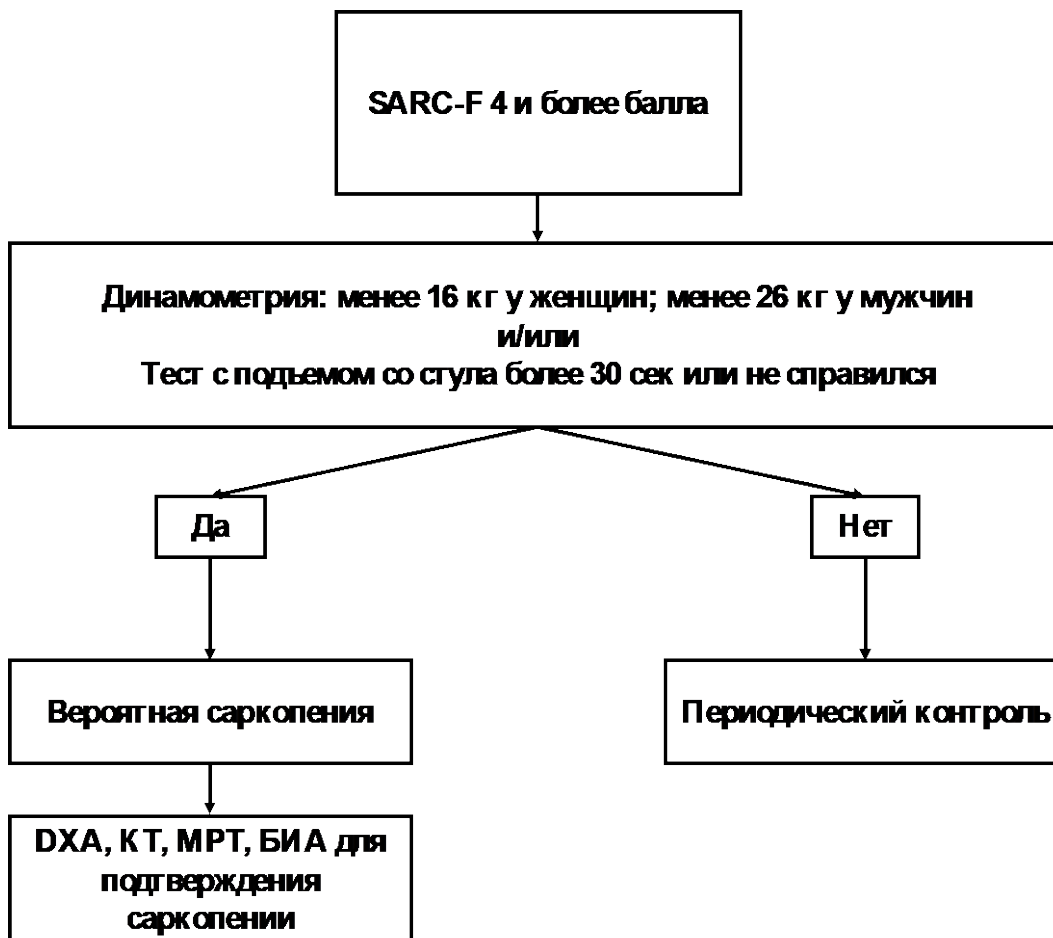 SARC-F 4 и более балла
Динамометрия: менее 16 кг у женщин; менее 26 кг у мужчин
и/или
Тест с подъемом со стула более 30 сек или не справился
Да
Нет
Вероятная саркопения
Периодический контроль
DXA, КТ, МРТ, БИА для
подтверждения
саркопении